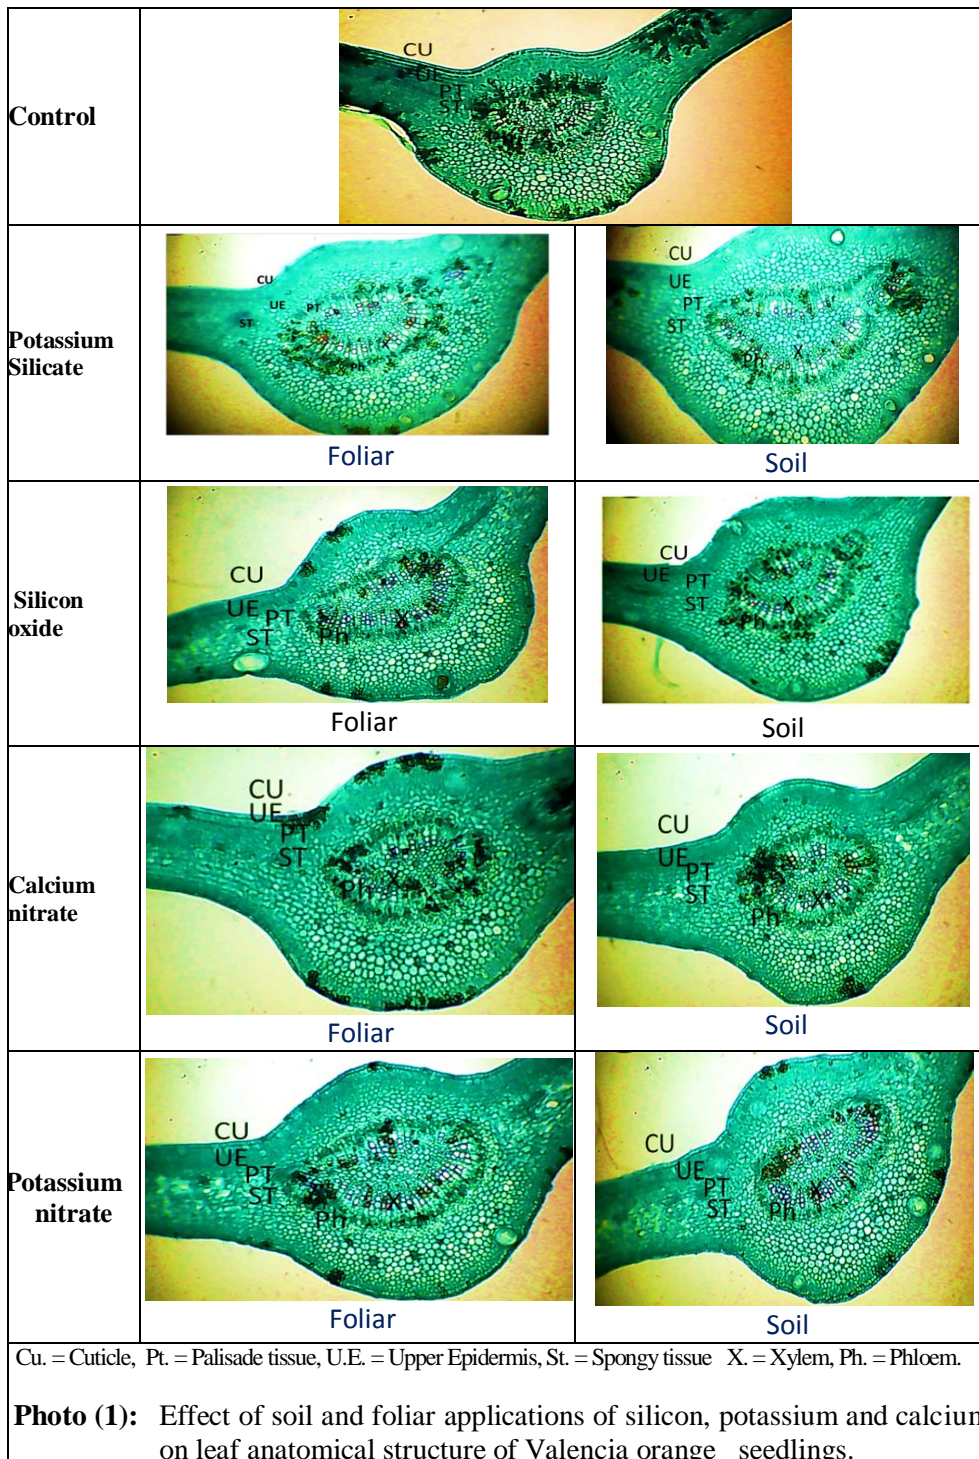 Control
CU
UE
PT
ST
Ph
Potassium
Silicate
CU
UE
PT
ST
X
Ph
Foliar
CU
UE
PT
ST
Ph
X
Soil
Silicon
oxide
CU
UE
PT
ST
Ph
X
Foliar
CU
UE
PT
ST
X
Ph
Soil
Calcium
nitrate
CU
UE
PT
ST
X
Ph
Foliar
CU
UE
PT
ST
X
Ph
Soil
Potassium
nitrate
CU
UE
PT
ST
X
Ph
Foliar
CU
UE
PT
ST
X
Ph
Soil
Cu. = Cuticle, Pt. = Palisade tissue, U.E. = Upper Epidermis, St. = Spongy tissue X. = Xylem, Ph. = Phloem.
Photo (1): Effect of soil and foliar applications of silicon, potassium and calcium
on leaf anatomical structure of Valencia orange seedlings.